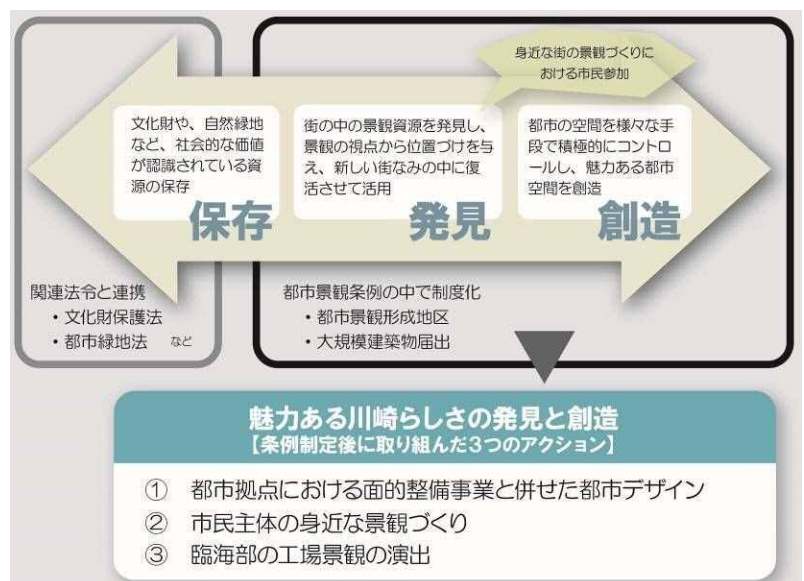 身近な街の景観づくりに
おける市民参加
文化財や、自然緑地
など、社会的な価値
が認識されている資
源の保存
保存
街の中の景観資源を発見し、
景観の視点から位置づけを与
え、新しい街なみの中に復
活させて活用
発見
都市の空間を様々な手
段で積極的にコントロ
ールし、魅力ある都市
空間を創造
創造
関連法令と連携
・文化財保護法
・都市緑地法 など
都市景観条例の中で制度化
・都市景観形成地区
・大規模建築物届出
魅力ある川崎らしさの発見と創造
【条例制定後に取り組んだ3つのアクション】
① 都市拠点における面的整備事業と併せた都市デザイン
② 市民主体の身近な景観づくり
③ 臨海部の工場景観の演出